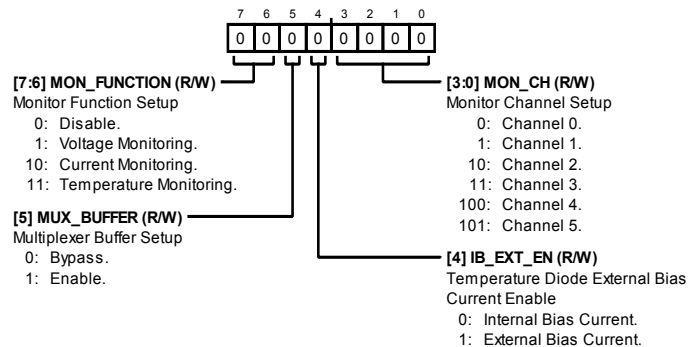 7 6 5 4 3 2 1 0
0 0 0 0 0 0 0 0
[7:6] MON_FUNCTION (R/W)
Monitor Function Setup
0: Disable.
1: Voltage Monitoring.
10: Current Monitoring.
11: Temperature Monitoring.
[5] MUX_BUFFER (R/W)
Multiplexer Buffer Setup
0: Bypass.
1: Enable.
[3:0] MON_CH (R/W)
Monitor Channel Setup
0: Channel 0.
1: Channel 1.
10: Channel 2.
11: Channel 3.
100: Channel 4.
101: Channel 5.
[4] IB_EXT_EN (R/W)
Temperature Diode External Bias
Current Enable
0: Internal Bias Current.
1: External Bias Current.